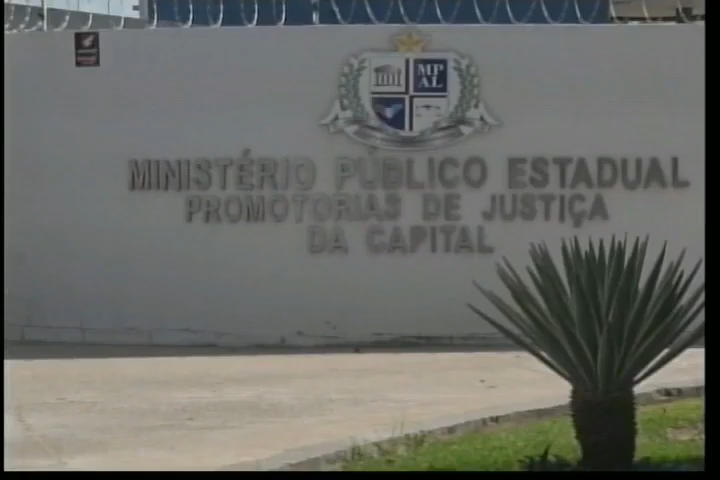 MP
AL
MINISTÉRIO PÚBLICO ESTADUAL
PROMOTORIAS DE JUSTIÇA
DA CAPITAL